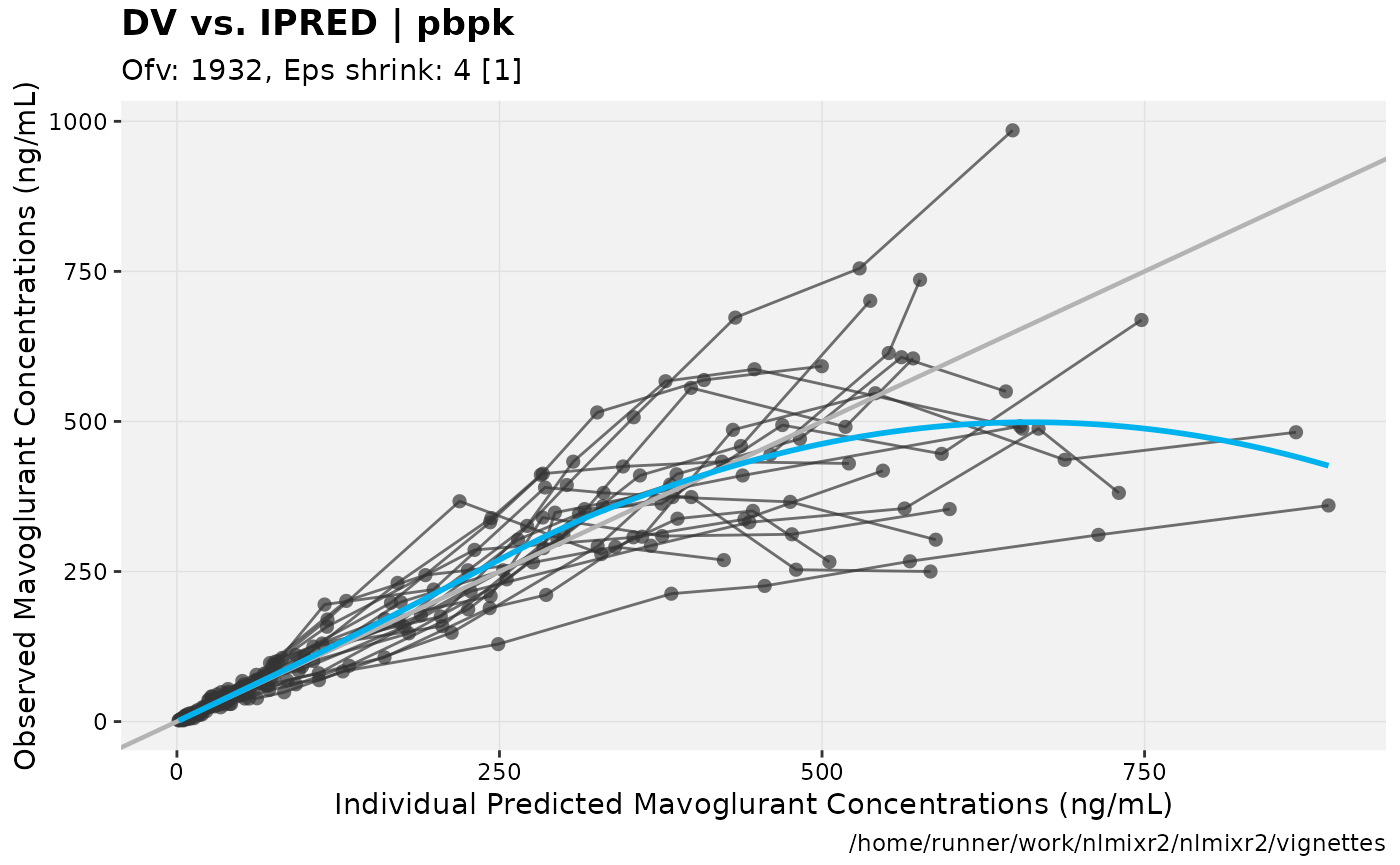 DV vs. IPRED | pbpk
Ofv: 1932, Eps shrink: 4 [1]
Observed Mavoglurant Concentrations (ng/mL)
1000
750
500
250
0
0 250 500 750
Individual Predicted Mavoglurant Concentrations (ng/mL)
/home/runner/work/nlmixr2/nlmixr2/vignettes